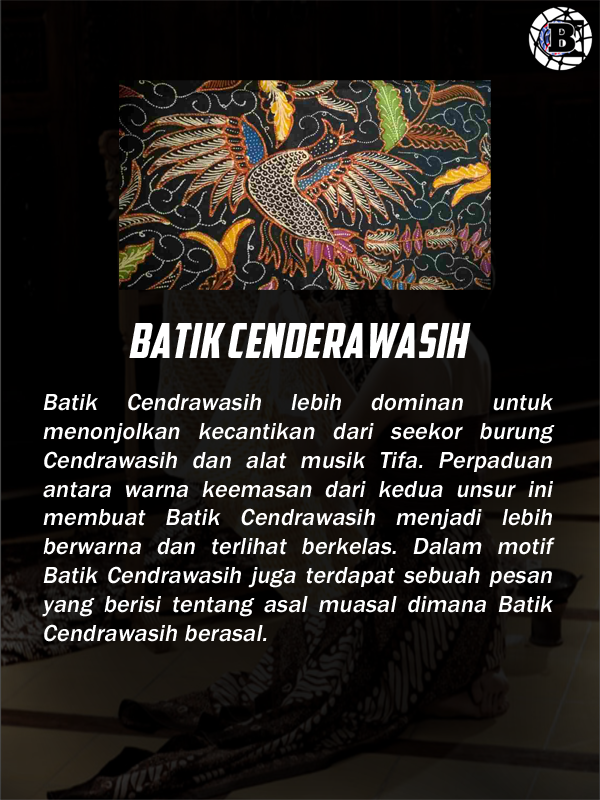 B
BATIK CENDERAWASIH
Batik Cendrawasih lebih dominan untuk
menonjolkan kecantikan dari seekor burung
Cendrawasih dan alat musik Tifa. Perpaduan
antara warna keemasan dari kedua unsur ini
membuat Batik Cendrawasih menjadi lebih
berwarna dan terlihat berkelas. Dalam motif
Batik Cendrawasih juga terdapat sebuah pesan
yang berisi tentang asal muasal dimana Batik
Cendrawasih berasal.